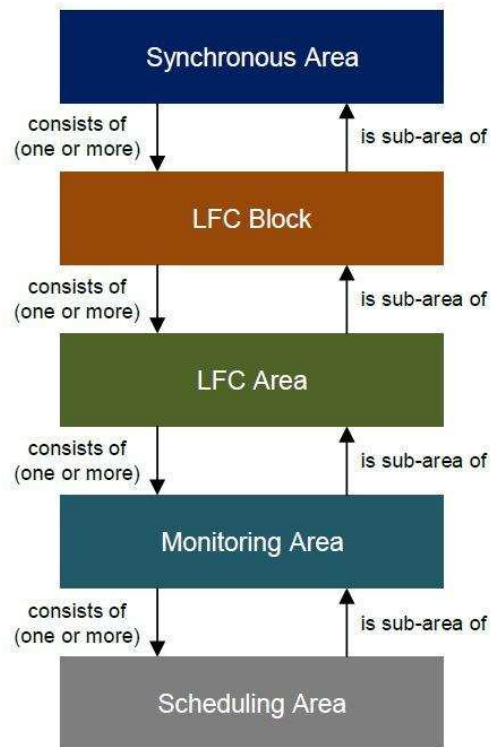 Synchronous Area
consists of
(one or more)
is sub-area of
LFC Block
consists of
(one or more)
is sub-area of
LFC Area
consists of
(one or more)
is sub-area of
Monitoring Area
consists of
(one or more)
is sub-area of
Scheduling Area